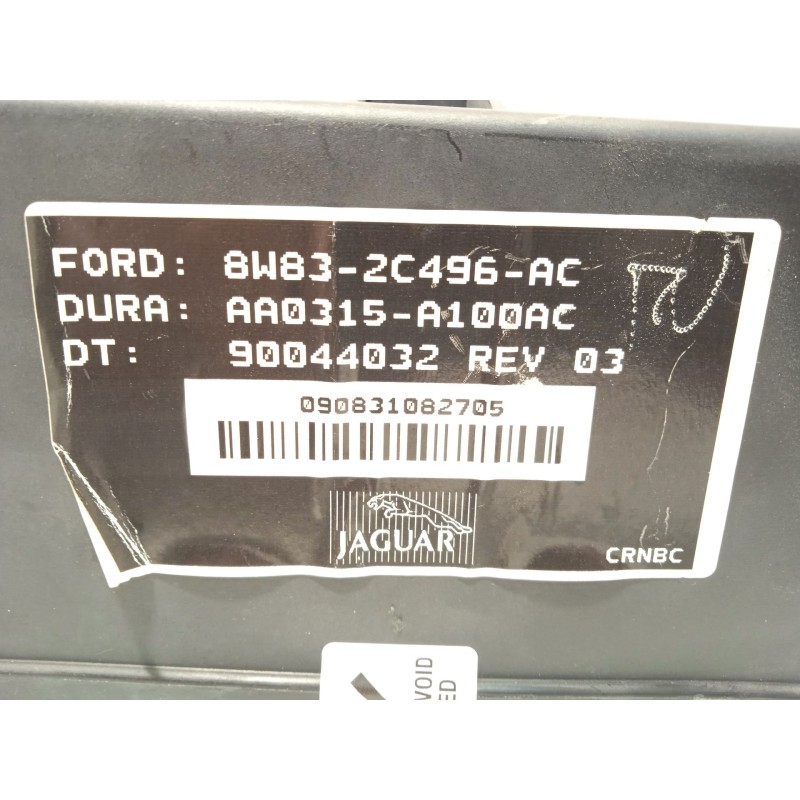 FORD: 8W83-2C496-AC
DURA: AA0315-A100AC
DT: 90044032 REV 03
090831082705
JAGUAR
CRNBC
VOID
ED